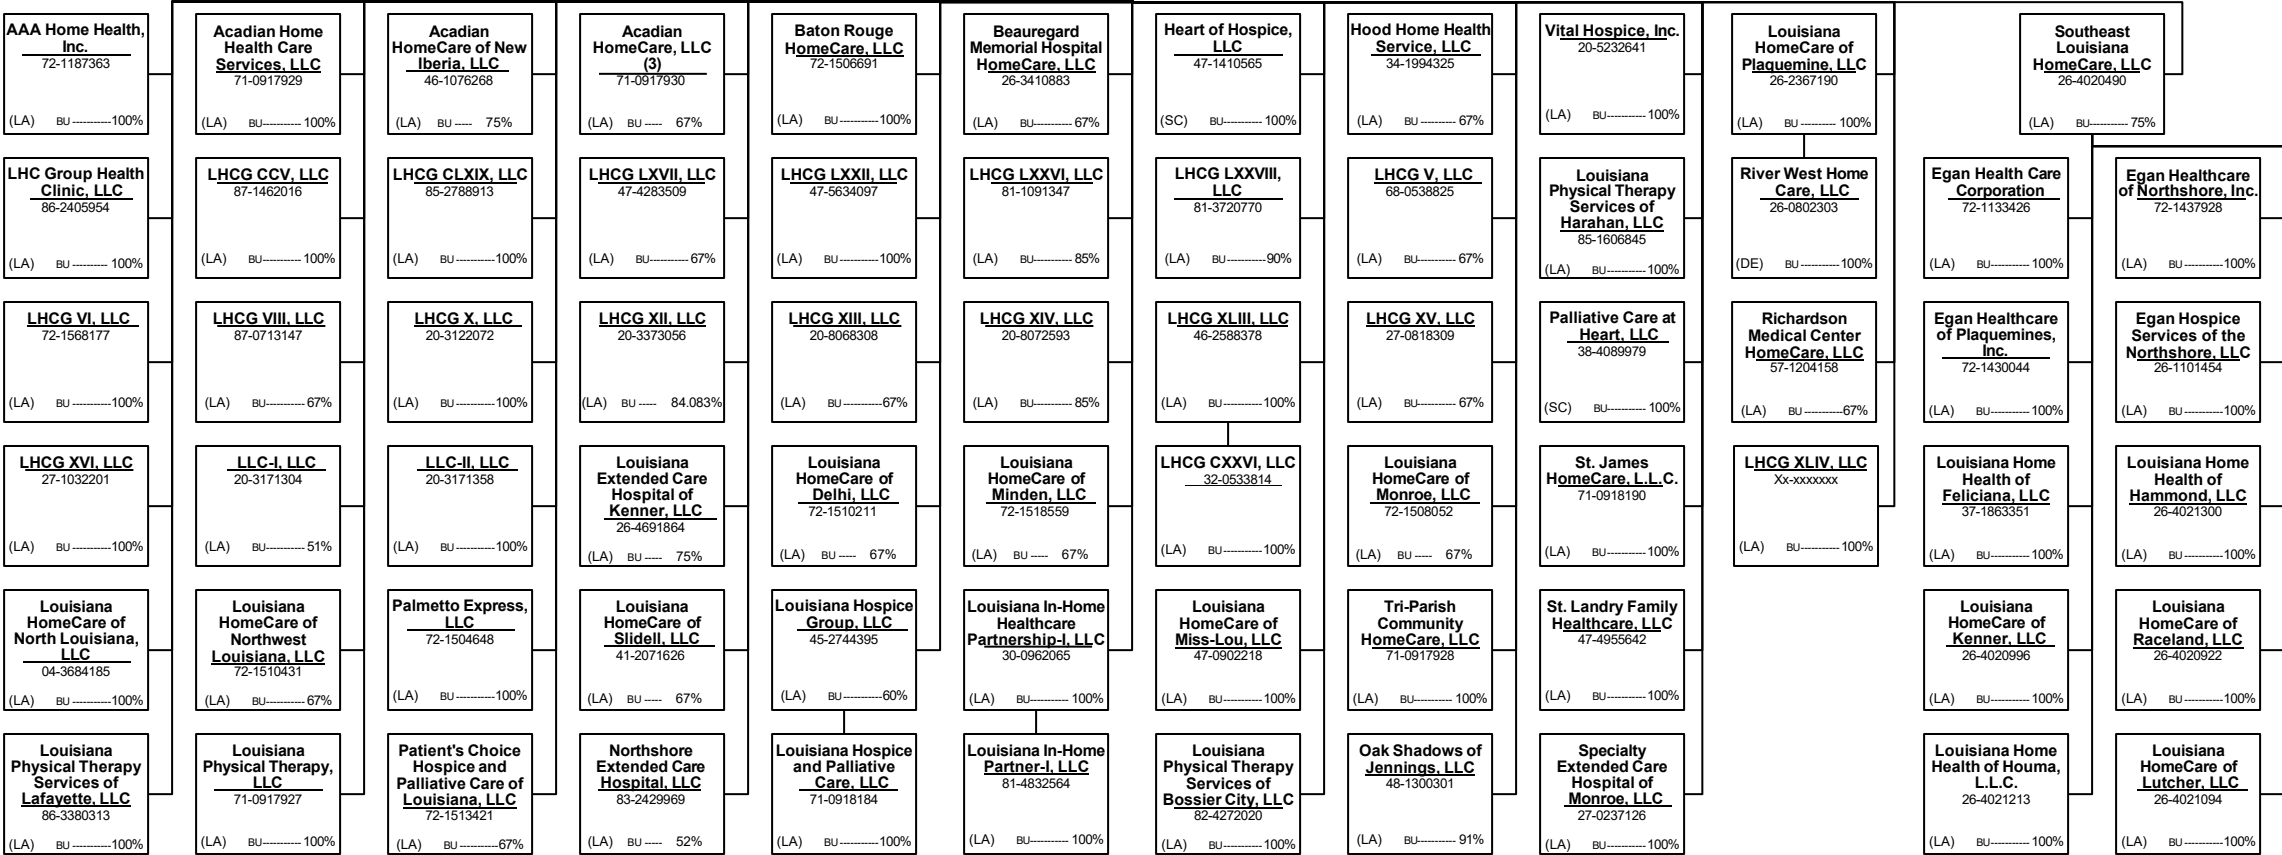 AAA Home Health,
Inc.
72-1187363
(LA) BU ----------- 100%
Acadian Home
Health Care
Services, LLC
71-0917929
(LA) BU ----------- 100%
Acadian
HomeCare of New
Iberia, LLC
46-1076268
(LA) BU ----- 75%
Acadian
HomeCare, LLC
(3)
71-0917930
(LA) BU ----- 67%
Baton Rouge
HomeCare, LLC
72-1506691
(LA) BU ----------- 100%
Beauregard
Memorial Hospital
HomeCare, LLC
26-3410883
(LA) BU ----------- 67%
Heart of Hospice,
LLC
47-1410565
(SC) BU ----------- 100%
Hood Home Health
Service, LLC
34-1994325
(LA) BU ----------- 67%
Vital Hospice, Inc.
20-5232641
(LA) BU ----------- 100%
Louisiana
HomeCare of
Plaquemine, LLC
26-2367190
(LA) BU ----------- 100%
Southeast
Louisiana
HomeCare, LLC
26-4020490
(LA) BU ----------- 75%
LHC Group Health
Clinic, LLC
86-2405954
(LA) BU ----------- 100%
LHCG CCV, LLC
87-1462016
(LA) BU ----------- 100%
LHCG CLXIX, LLC
85-2788913
(LA) BU ----------- 100%
LHCG LXVII, LLC
47-4283509
(LA) BU ----------- 67%
LHCG LXXII, LLC
47-5634097
(LA) BU ----------- 100%
LHCG LXXVI, LLC
81-1091347
(LA) BU ----------- 85%
LHCG LXXVIII,
LLC
81-3720770
(LA) BU ----------- 90%
LHCG V, LLC
68-0538825
(LA) BU ----------- 67%
Louisiana
Physical Therapy
Services of
Harahan, LLC
85-1606845
(LA) BU ----------- 100%
River West Home
Care, LLC
26-0802303
(DE) BU ----------- 100%
Egan Health Care
Corporation
72-1133426
(LA) BU ----------- 100%
Egan Healthcare
of Northshore, Inc.
72-1437928
(LA) BU ----------- 100%
LHCG VI, LLC
72-1568177
(LA) BU ----------- 100%
LHCG VIII, LLC
87-0713147
(LA) BU ----------- 67%
LHCG X, LLC
20-3122072
(LA) BU ----------- 100%
LHCG XII, LLC
20-3373056
(LA) BU ----- 84.083%
LHCG XIII, LLC
20-8068308
(LA) BU ----------- 67%
LHCG XIV, LLC
20-8072593
(LA) BU ----------- 85%
LHCG XLIII, LLC
46-2588378
(LA) BU ----------- 100%
LHCG XV, LLC
27-0818309
(LA) BU ----------- 67%
Palliative Care at
Heart, LLC
38-4089979
(SC) BU ----------- 100%
Richardson
Medical Center
HomeCare, LLC
57-1204158
(LA) BU ----------- 67%
Egan Healthcare
of Plaquemines,
Inc.
72-1430044
(LA) BU ----------- 100%
Egan Hospice
Services of the
Northshore, LLC
26-1101454
(LA) BU ----------- 100%
LHCG XVI, LLC
27-1032201
(LA) BU ----------- 100%
LLC-I, LLC
20-3171304
(LA) BU ----------- 51%
LLC-II, LLC
20-3171358
(LA) BU ----------- 100%
Louisiana
Extended Care
Hospital of
Kenner, LLC
26-4691864
(LA) BU ----- 75%
Louisiana
HomeCare of
Delhi, LLC
72-1510211
(LA) BU ----- 67%
Louisiana
HomeCare of
Minden, LLC
72-1518559
(LA) BU ----- 67%
LHCG CXXVI, LLC
32-0533814
(LA) BU ----------- 100%
Louisiana
HomeCare of
Monroe, LLC
72-1508052
(LA) BU ----- 67%
St. James
HomeCare, L.L.C.
71-0918190
(LA) BU ----------- 100%
LHCG XLIV, LLC
Xx-xxxxxxx
(LA) BU ----------- 100%
Louisiana Home
Health of
Feliciana, LLC
37-1863351
(LA) BU ----------- 100%
Louisiana Home
Health of
Hammond, LLC
26-4021300
(LA) BU ----------- 100%
Louisiana
HomeCare of
North Louisiana,
LLC
04-3684185
(LA) BU ----------- 100%
Louisiana
HomeCare of
Northwest
Louisiana, LLC
72-1510431
(LA) BU ----------- 67%
Palmetto Express,
LLC
72-1504648
(LA) BU ----------- 100%
Louisiana
HomeCare of
Slidell, LLC
41-2071626
(LA) BU ----- 67%
Louisiana Hospice
Group, LLC
45-2744395
(LA) BU ----------- 60%
Louisiana In-Home
Healthcare
Partnership-I, LLC
30-0962065
(LA) BU ----------- 100%
Louisiana
HomeCare of
Miss-Lou, LLC
47-0902218
(LA) BU ----------- 100%
Tri-Parish
Community
HomeCare, LLC
71-0917928
(LA) BU ----------- 100%
St. Landry Family
Healthcare, LLC
47-4955642
(LA) BU ----------- 100%
Louisiana
HomeCare of
Kenner, LLC
26-4020996
(LA) BU ----------- 100%
Louisiana
HomeCare of
Raceland, LLC
26-4020922
(LA) BU ----------- 100%
Louisiana
Physical Therapy
Services of
Lafayette, LLC
86-3380313
(LA) BU ----------- 100%
Louisiana
Physical Therapy,
LLC
71-0917927
(LA) BU ----------- 100%
Patient's Choice
Hospice and
Palliative Care of
Louisiana, LLC
72-1513421
(LA) BU ----------- 67%
Northshore
Extended Care
Hospital, LLC
83-2429969
(LA) BU ----- 52%
Louisiana Hospice
and Palliative
Care, LLC
71-0918184
(LA) BU ----------- 100%
Louisiana In-Home
Partner-I, LLC
81-4832564
(LA) BU ----------- 100%
Louisiana
Physical Therapy
Services of
Bossier City, LLC
82-4272020
(LA) BU ----------- 100%
Oak Shadows of
Jennings, LLC
48-1300301
(LA) BU ----------- 91%
Specialty
Extended Care
Hospital of
Monroe, LLC
27-0237126
(LA) BU ----------- 100%
Louisiana Home
Health of Houma,
L.L.C.
26-4021213
(LA) BU ----------- 100%
Louisiana
HomeCare of
Lutcher, LLC
26-4021094
(LA) BU ----------- 100%